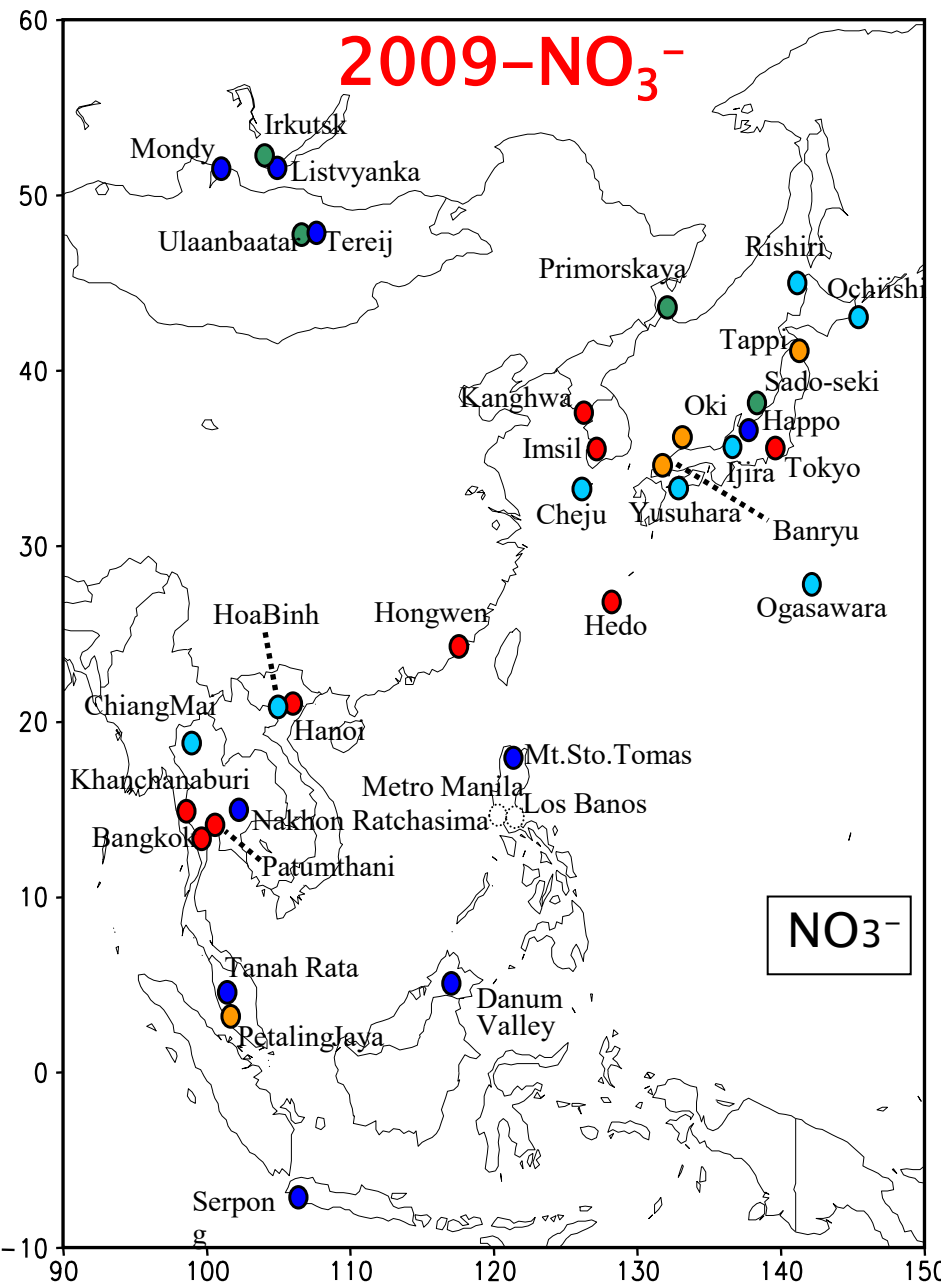 60
2009–NO₃⁻
Irkutsk
Mondy
Listvyanka
50
Ulaanbaatar
Tereij
Rishiri
Primorskaya
Ochiishi
Tappi
40
Sado-seki
Kanghwa
Oki
Happo
Imsil
Ijira
Tokyo
Cheju
Yusuhara
Banryu
30
HoaBinh
Hongwen
Hedo
Ogasawara
ChiangMai
20
Hanoi
Mt.Sto.Tomas
Khanchanaburi
Metro Manila
Los Banos
Nakhon Ratchasima
Bangkok
Patumthani
10
NO₃⁻
Tanah Rata
Danum
Valley
PetalingJaya
0
Serpon
g
−10
90 100 110 120 130 140 150